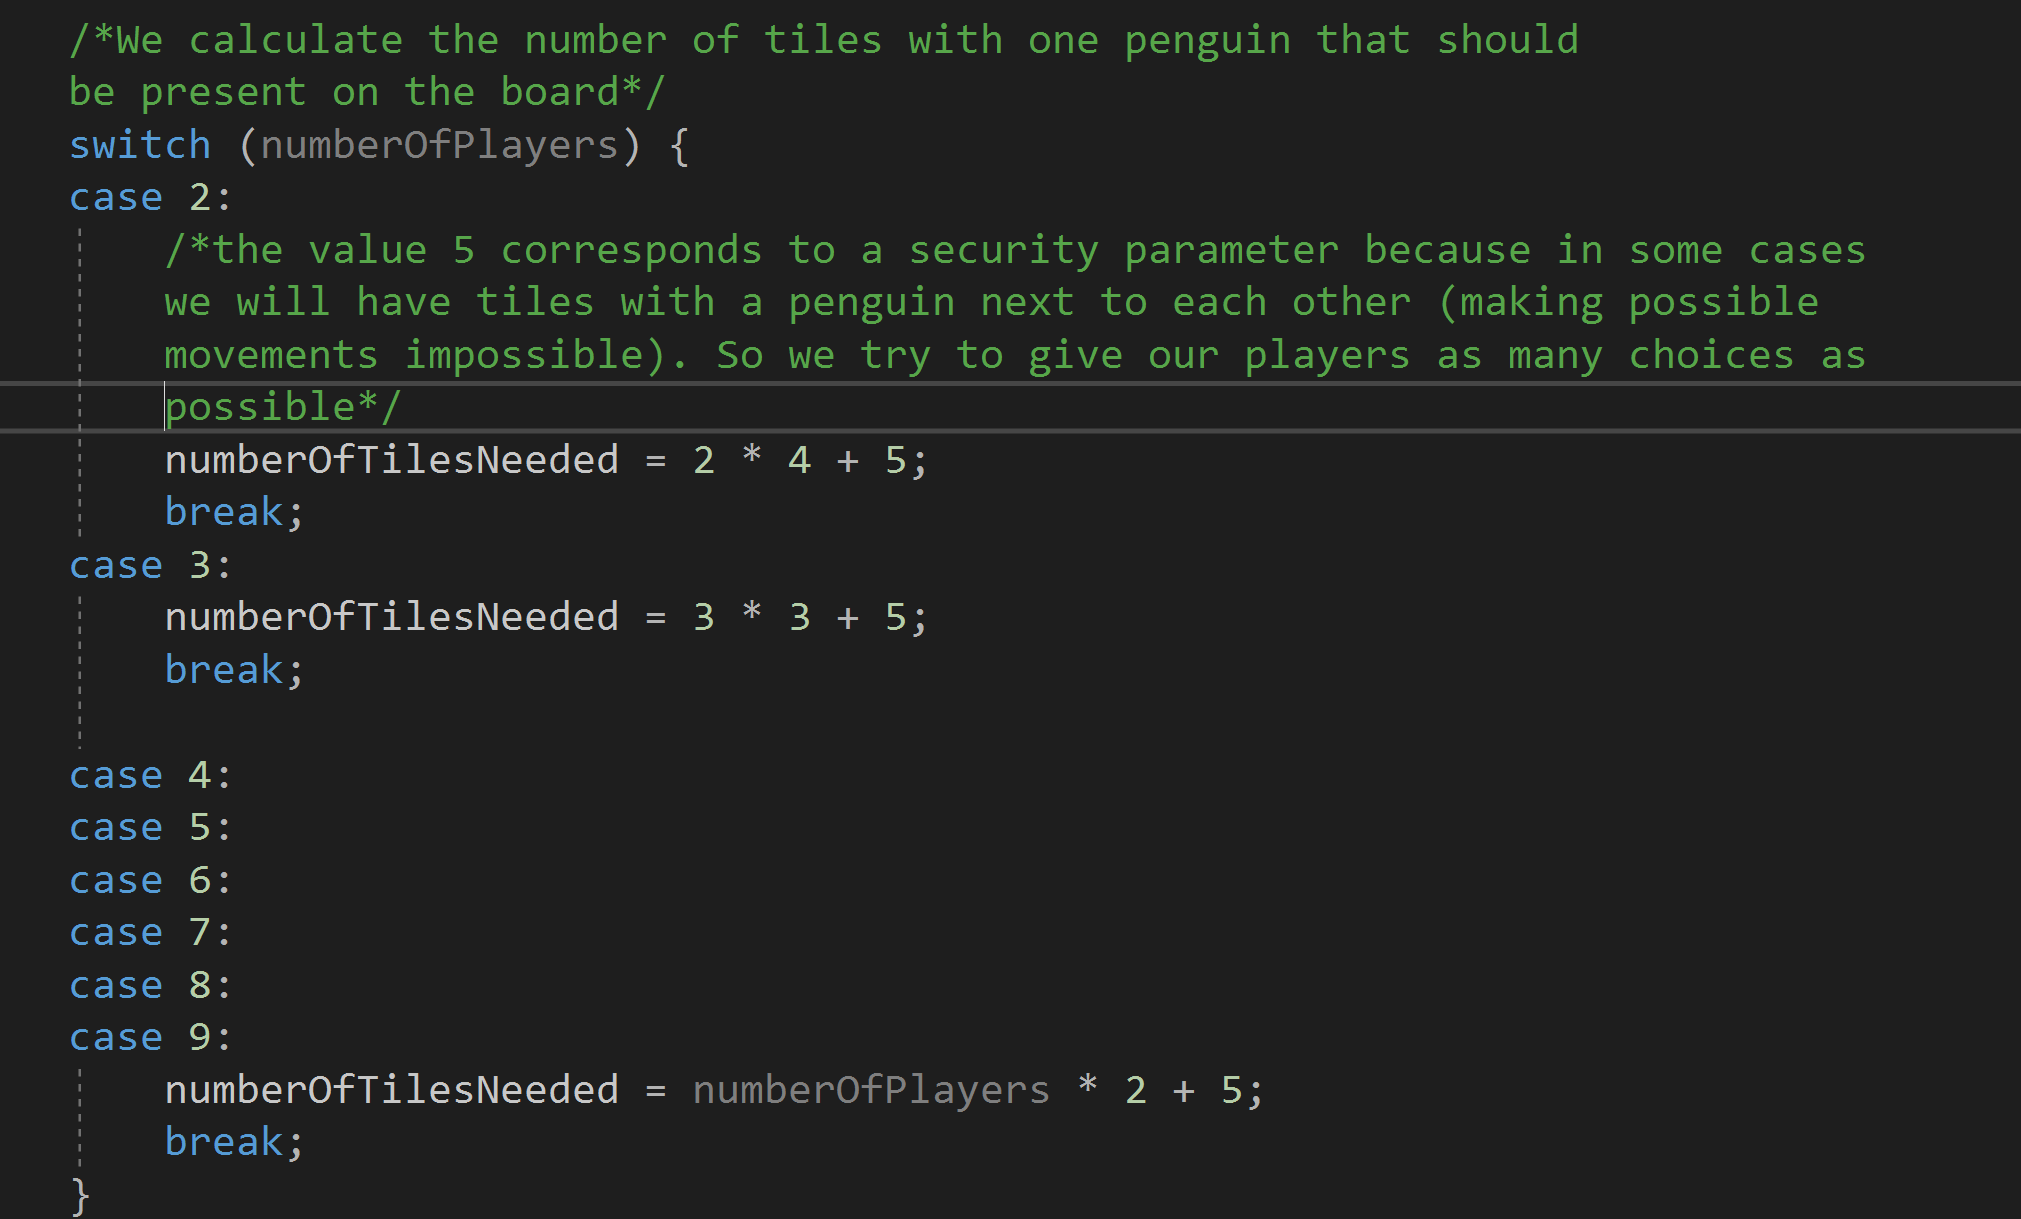 /*We calculate the number of tiles with one penguin that should
be present on the board*/
switch (numberOfPlayers) {
case 2:
/*the value 5 corresponds to a security parameter because in some cases
we will have tiles with a penguin next to each other (making possible
movements impossible). So we try to give our players as many choices as
possible*/
numberOfTilesNeeded = 2 * 4 + 5;
break;
case 3:
numberOfTilesNeeded = 3 * 3 + 5;
break;
case 4:
case 5:
case 6:
case 7:
case 8:
case 9:
numberOfTilesNeeded = numberOfPlayers * 2 + 5;
break;
}